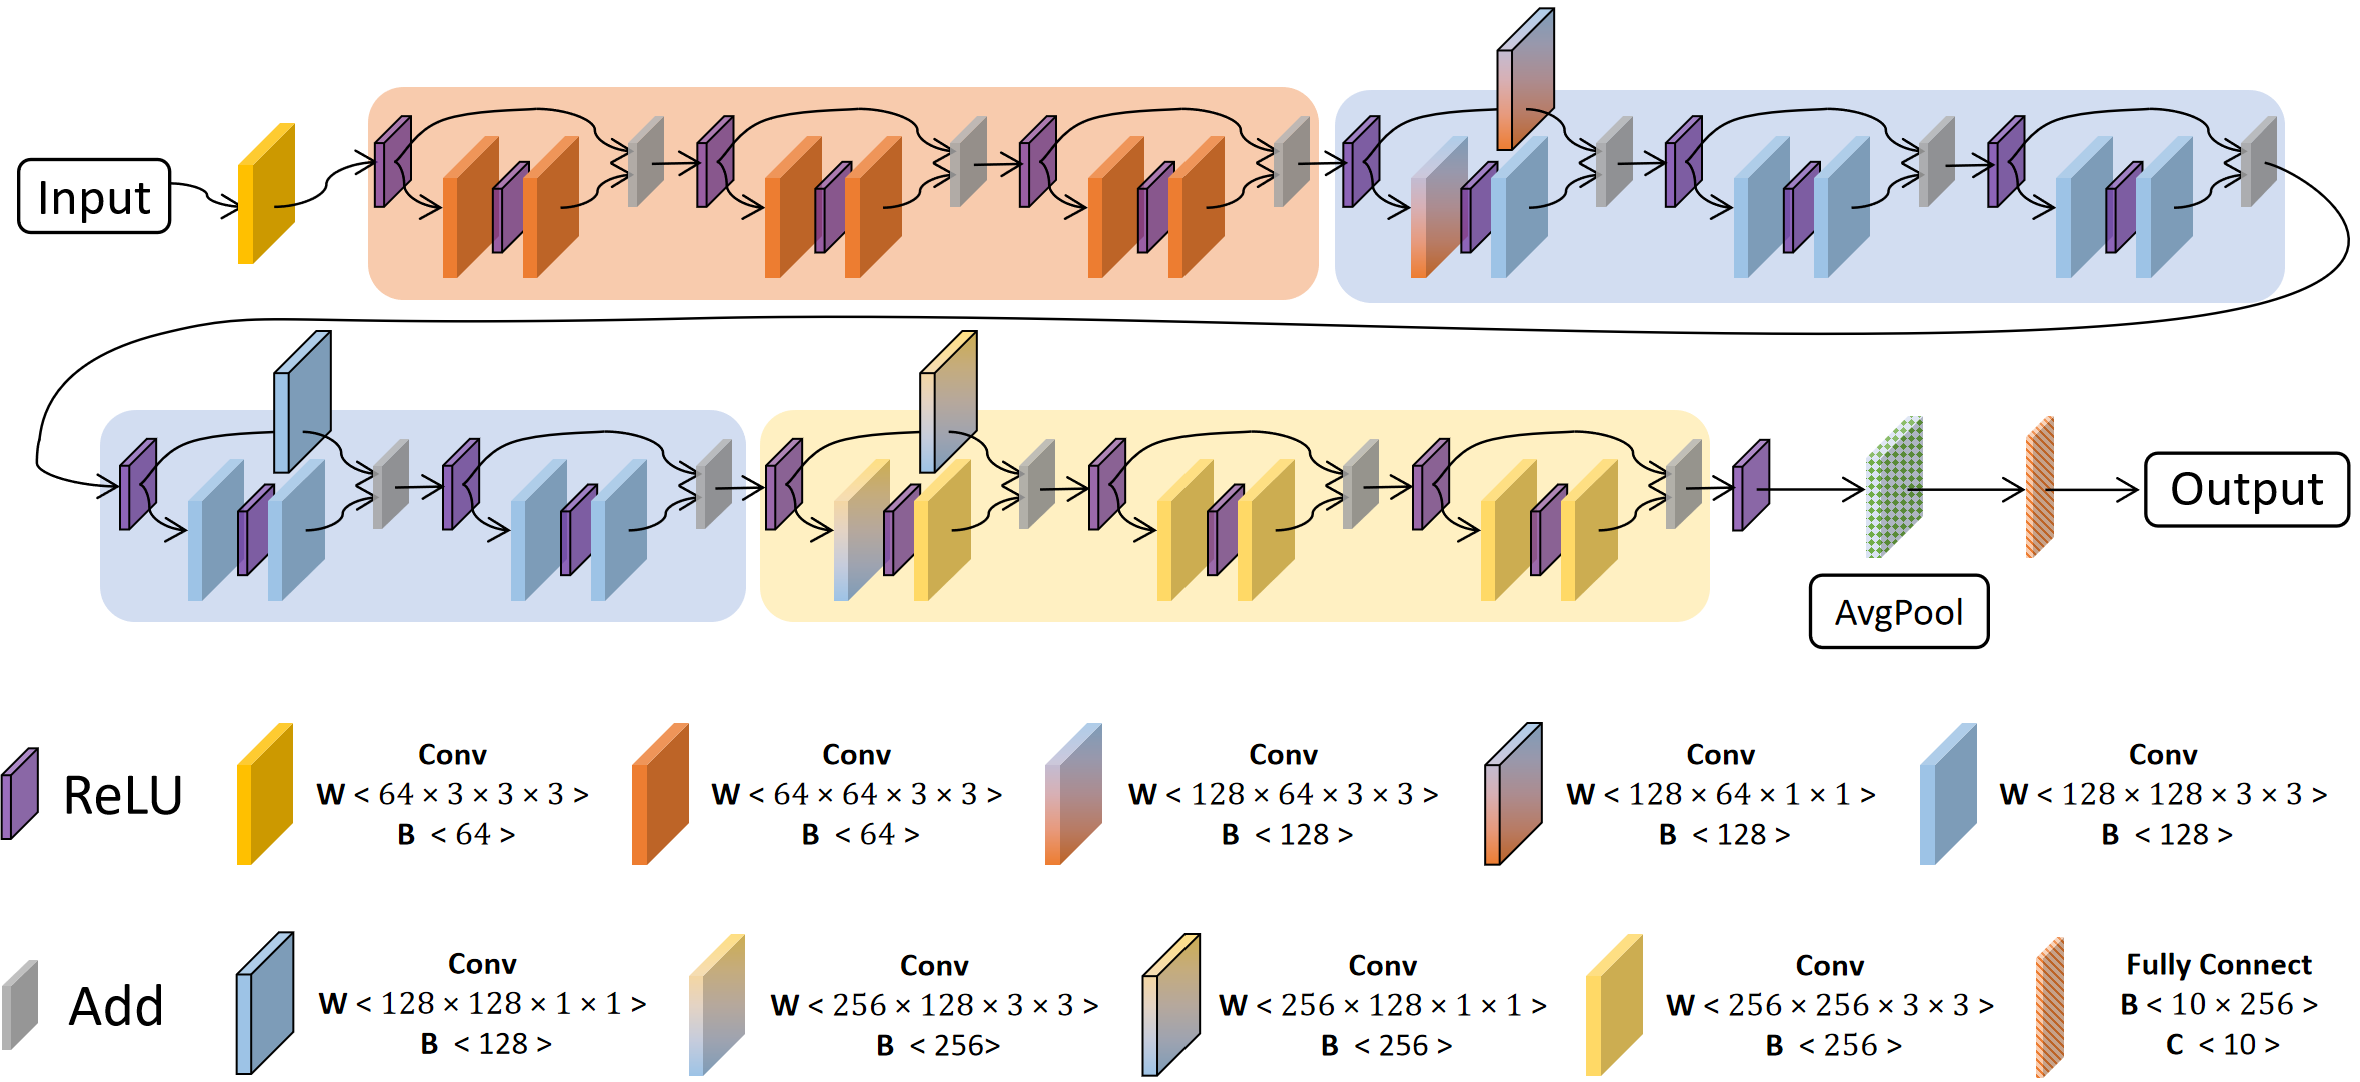 Input
Output
AvgPool
ReLU
Conv
W < 64 × 3 × 3 × 3 >
B < 64 >
Conv
W < 64 × 64 × 3 × 3 >
B < 64 >
Conv
W < 128 × 64 × 3 × 3 >
B < 128 >
Conv
W < 128 × 64 × 1 × 1 >
B < 128 >
Conv
W < 128 × 128 × 3 × 3 >
B < 128 >
Add
Conv
W < 128 × 128 × 1 × 1 >
B < 128 >
Conv
W < 256 × 128 × 3 × 3 >
B < 256>
Conv
W < 256 × 128 × 1 × 1 >
B < 256 >
Conv
W < 256 × 256 × 3 × 3 >
B < 256 >
Fully Connect
B < 10 × 256 >
C < 10 >